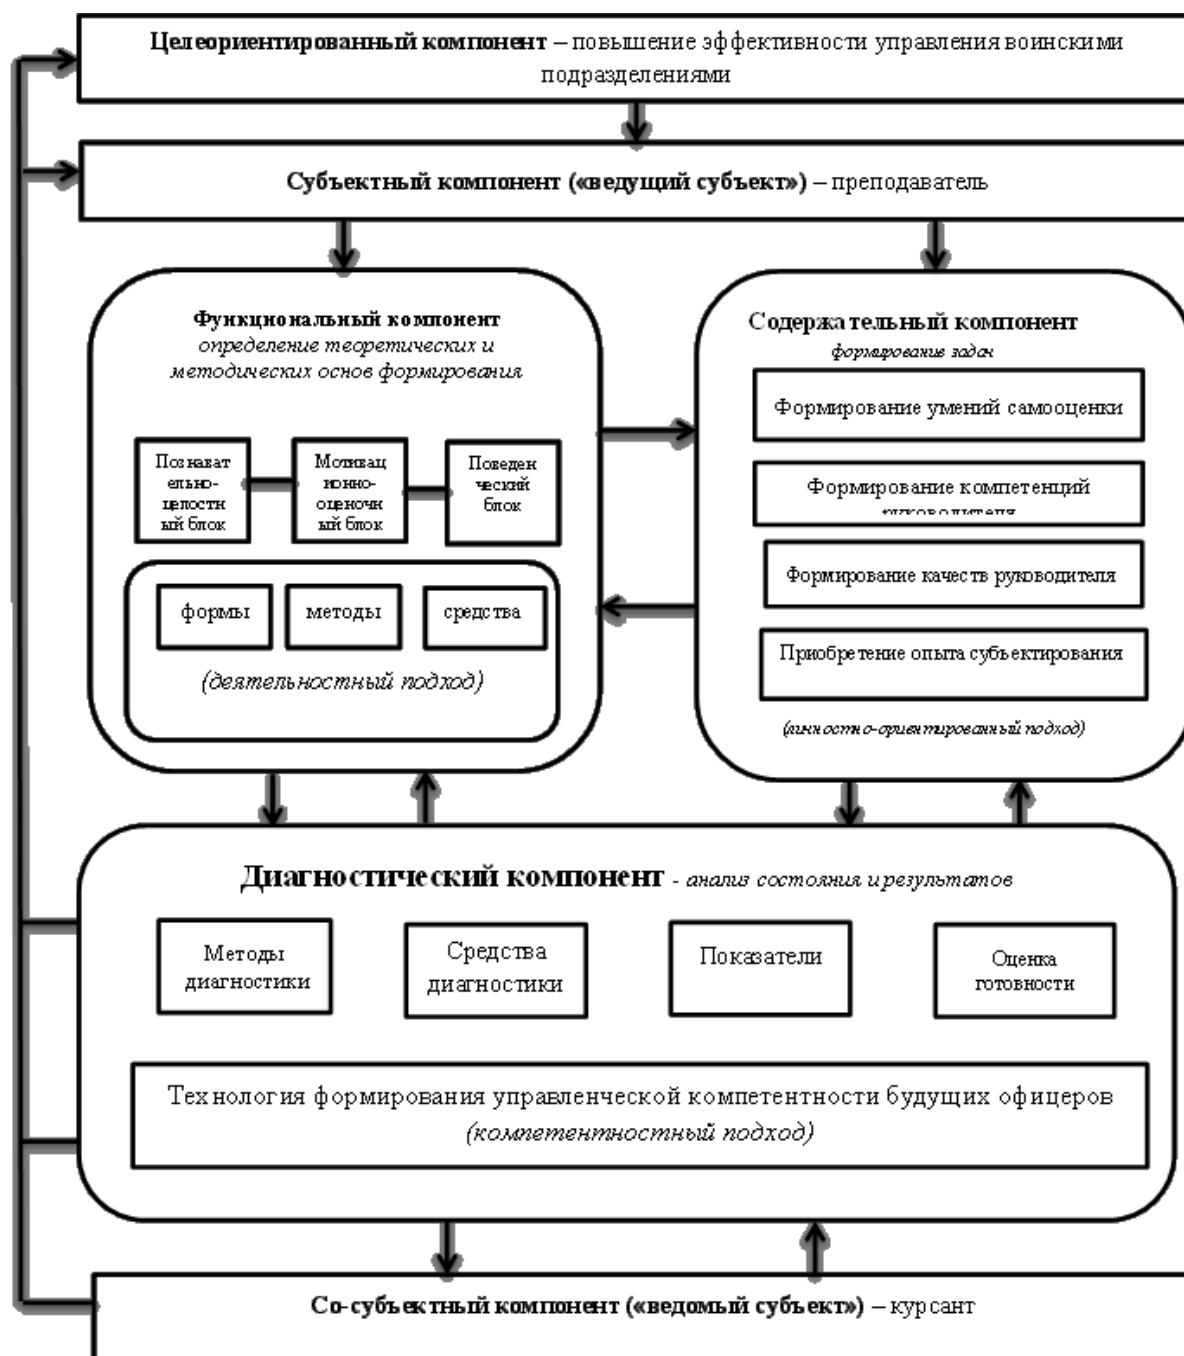 Целеориентированный компонент – повышение эффективности управления воинскими
подразделениями
Субъектный компонент («ведущий субъект») – преподаватель
Функциональный компонент
определение теоретических и
методических основ формирования
Познават
ельно-
целостн
ый блок
Мотивац
ионно-
оценочн
ый блок
Поведен
ческий
блок
формы
методы
средства
(деятельностный подход)
Содержательный компонент
формирование задач
Формирование умений самооценки
Формирование компетенций
руководителя
Формирование качеств руководителя
Приобретение опыта субъектирования
(личностно-ориентированный подход)
Диагностический компонент - анализ состояния и результатов
Методы
диагностики
Средства
диагностики
Показатели
Оценка
готовности
Технология формирования управленческой компетентности будущих офицеров
(компетентностный подход)
Со-субъектный компонент («ведомый субъект») – курсант